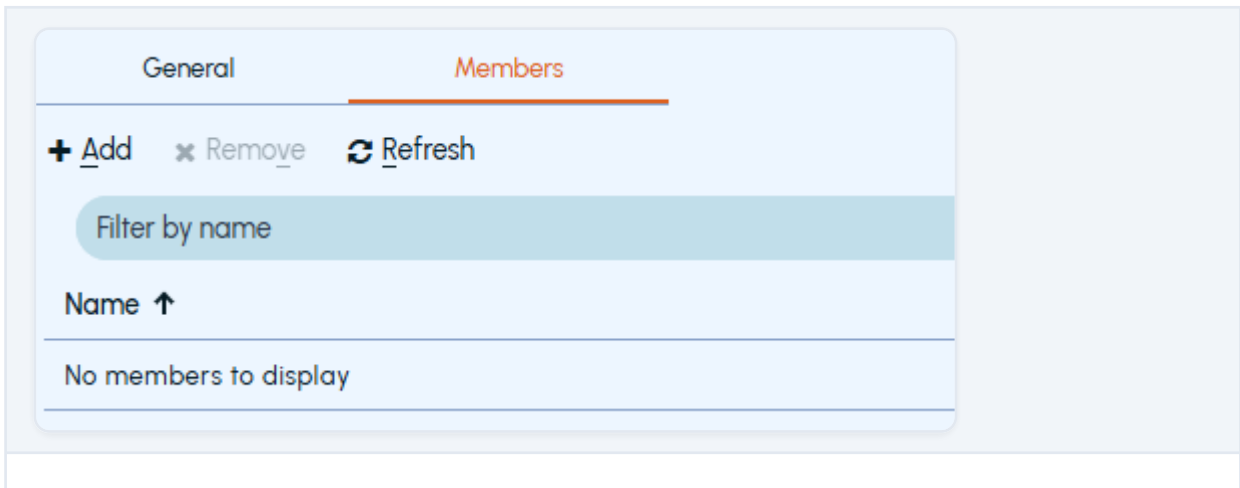 General Members
Add Remove Refresh
Filter by name
Name
No members to display